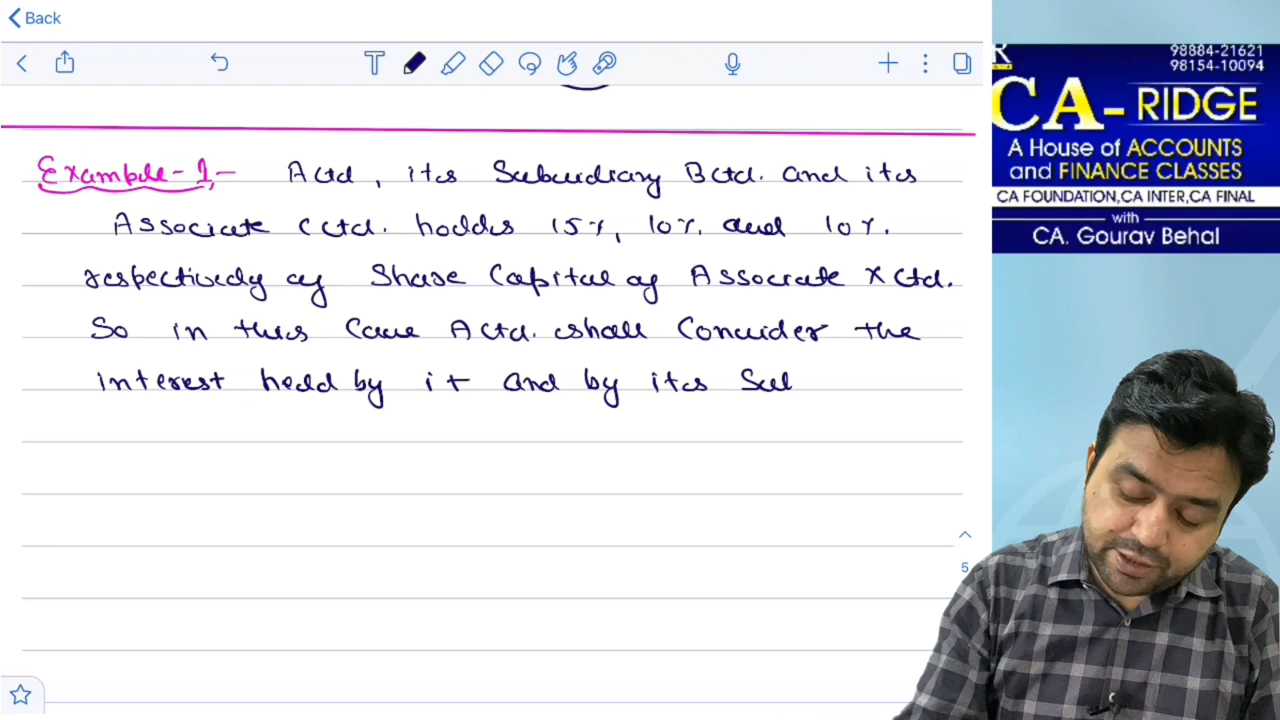 Back
Example-1:- A Ltd, its Subsidiary B Ltd. and its
Associate C Ltd. holds 15%, 10% and 10%.
respectively of Share Capital of Associate X Ltd.
So in this Case A Ltd. shall Consider the
interest held by it and by its Sub
5
R
98884-21621
98154-10094
CA- RIDGE
A House of ACCOUNTS
and FINANCE CLASSES
CA FOUNDATION,CA INTER,CA FINAL
with
CA. Gourav Behal